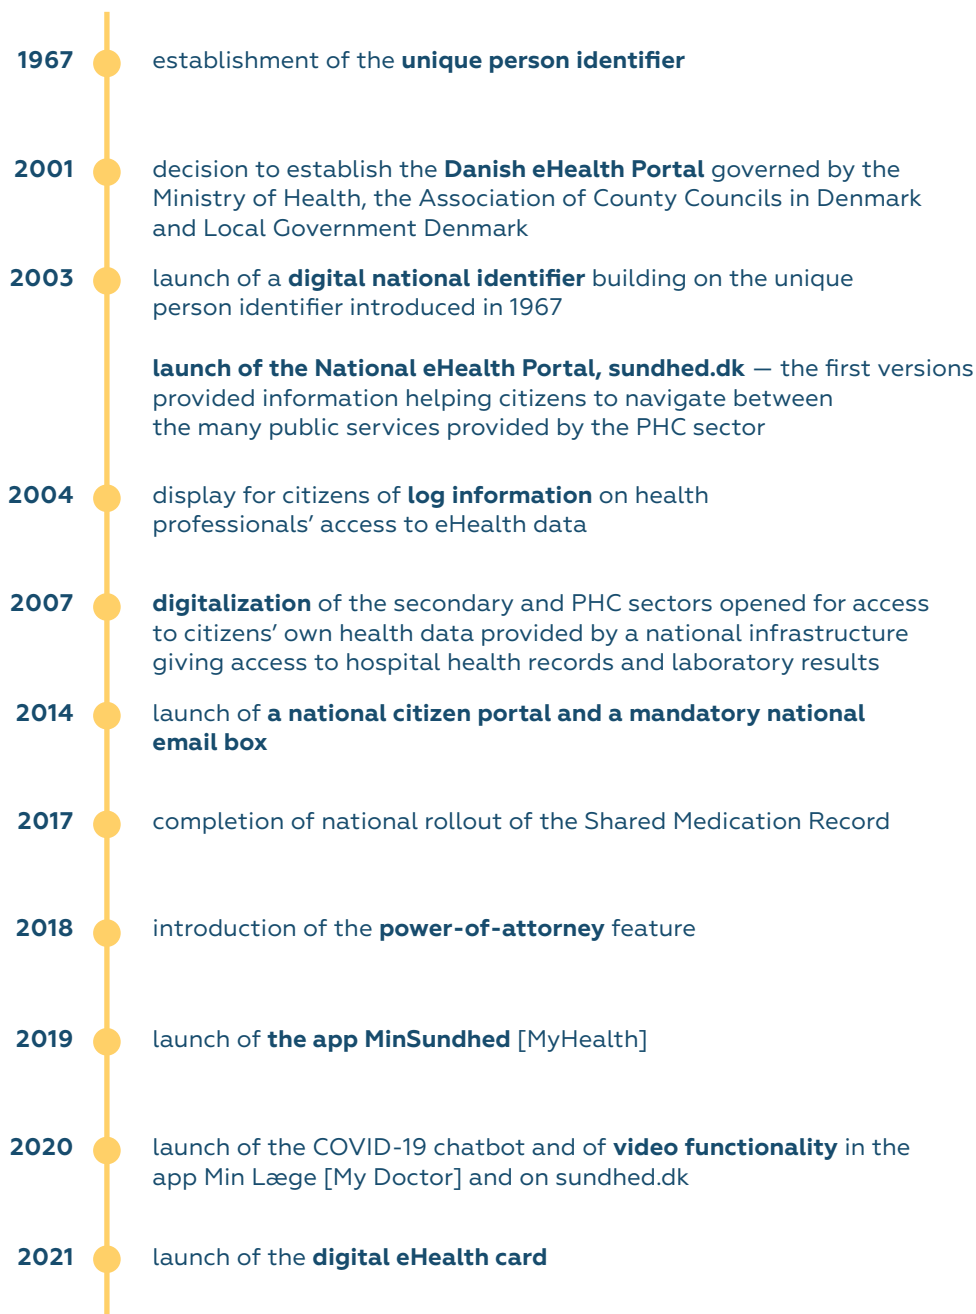 1967 establishment of the unique person identifier
2001 decision to establish the Danish eHealth Portal governed by the
Ministry of Health, the Association of County Councils in Denmark
and Local Government Denmark
2003 launch of a digital national identifier building on the unique
person identifier introduced in 1967
launch of the National eHealth Portal, sundhed.dk — the first versions
provided information helping citizens to navigate between
the many public services provided by the PHC sector
2004 display for citizens of log information on health
professionals’ access to eHealth data
2007 digitalization of the secondary and PHC sectors opened for access
to citizens’ own health data provided by a national infrastructure
giving access to hospital health records and laboratory results
2014 launch of a national citizen portal and a mandatory national
email box
2017 completion of national rollout of the Shared Medication Record
2018 introduction of the power-of-attorney feature
2019 launch of the app MinSundhed [MyHealth]
2020 launch of the COVID-19 chatbot and of video functionality in the
app Min Læge [My Doctor] and on sundhed.dk
2021 launch of the digital eHealth card